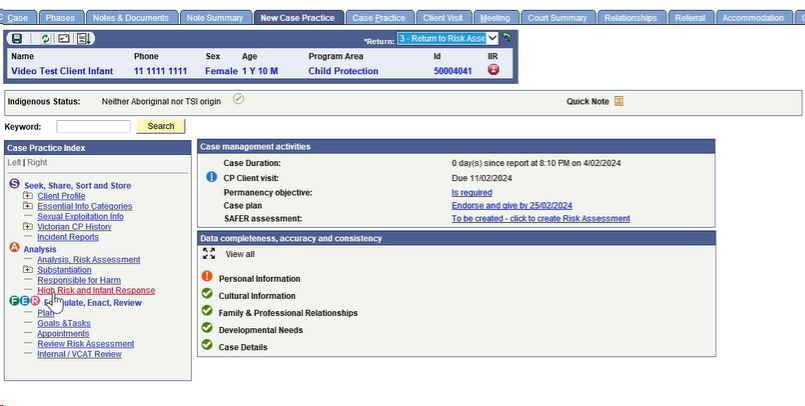 Case Phases Notes & Documents Note Summary New Case Practice Case Practice Client Visit Meeting Court Summary Relationships Referral Accommodation
*Return: 3 - Return to Risk Asse
Name Phone Sex Age Program Area Id IIR
Video Test Client Infant 11 1111 1111 Female 1 Y 10 M Child Protection 50004041
Indigenous Status: Neither Aboriginal nor TSI origin Quick Note
Keyword: Search
Case Practice Index
Left | Right
S Seek, Share, Sort and Store
Client Profile
Essential Info Categories
Sexual Exploitation Info
Victorian CP History
Incident Reports
A Analysis
Analysis, Risk Assessment
Substantiation
Responsible for Harm
High Risk and Infant Response
F E R ulate, Enact, Review
Plan
Goals &Tasks
Appointments
Review Risk Assessment
Internal / VCAT Review
Case management activities
Case Duration: 0 day(s) since report at 8:10 PM on 4/02/2024
CP Client visit: Due 11/02/2024
Permanency objective: Is required
Case plan Endorse and give by 25/02/2024
SAFER assessment: To be created - click to create Risk Assessment
Data completeness, accuracy and consistency
View all
Personal Information
Cultural Information
Family & Professional Relationships
Developmental Needs
Case Details